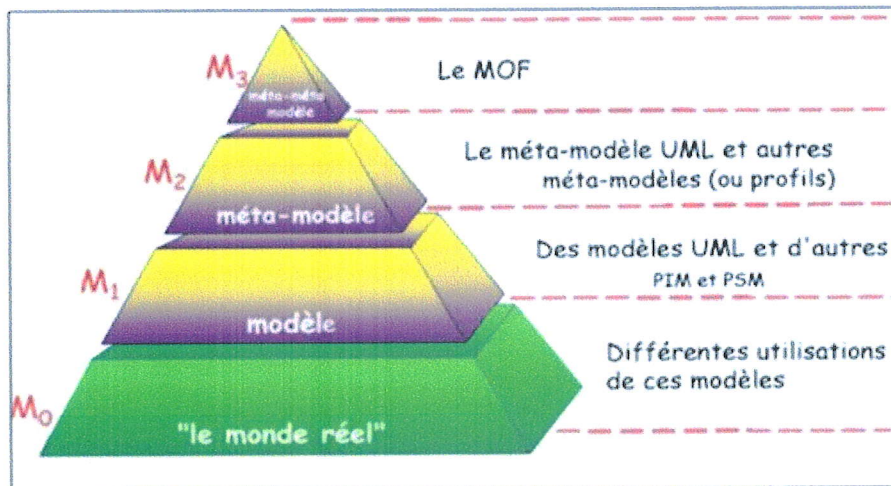 M3
méta-méta
modèle
Le MOF
M2
méta-modèle
Le méta-modèle UML et autres
méta-modèles (ou profils)
M1
modèle
Des modèles UML et d'autres
PIM et PSM
M0
"le monde réel"
Différentes utilisations
de ces modèles